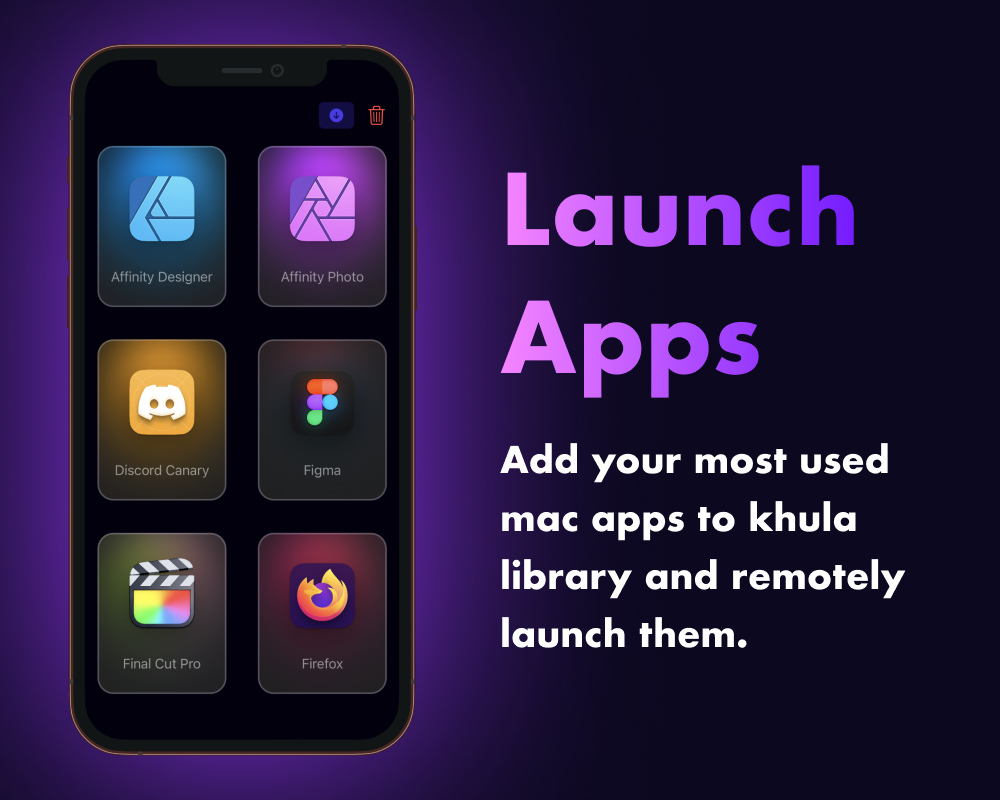 Affinity Designer
Affinity Photo
Discord Canary
Figma
Final Cut Pro
Firefox
Launch
Apps
Add your most used
mac apps to khula
library and remotely
launch them.